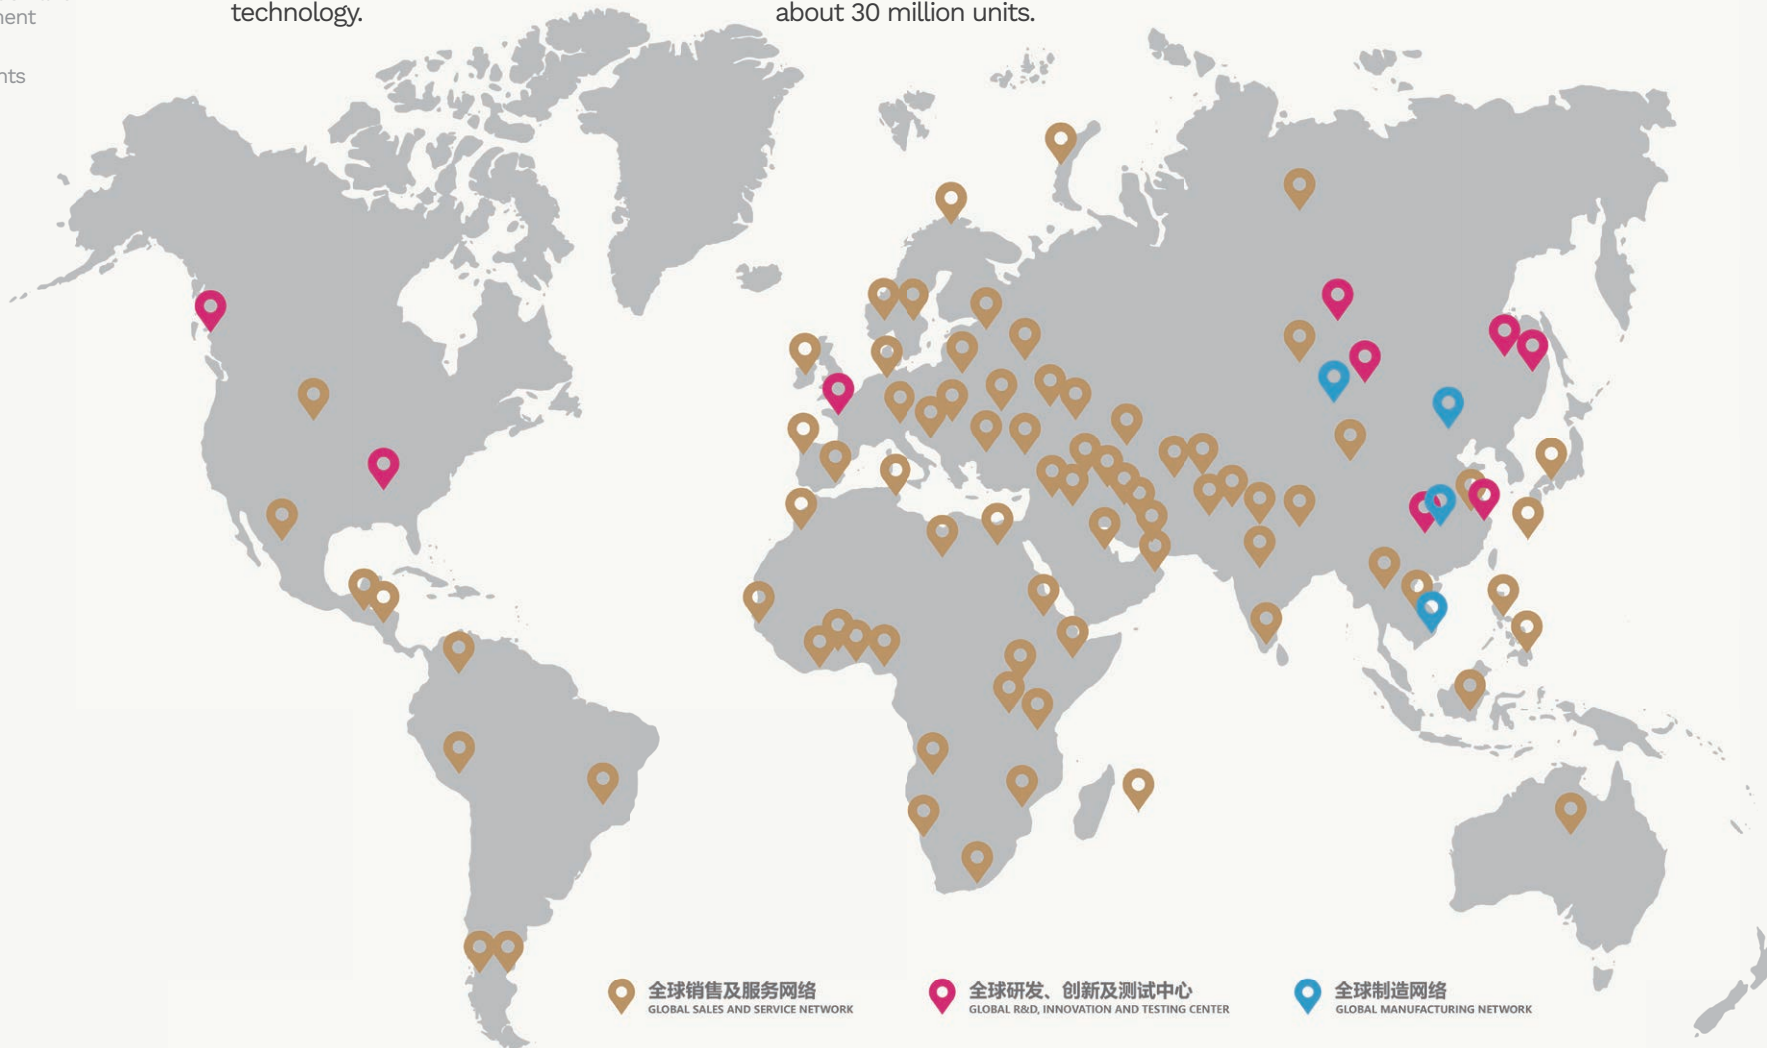 technology.
about 30 million units.
全球销售及服务网络
GLOBAL SALES AND SERVICE NETWORK
全球研发、创新及测试中心
GLOBAL R&D, INNOVATION AND TESTING CENTER
全球制造网络
GLOBAL MANUFACTURING NETWORK